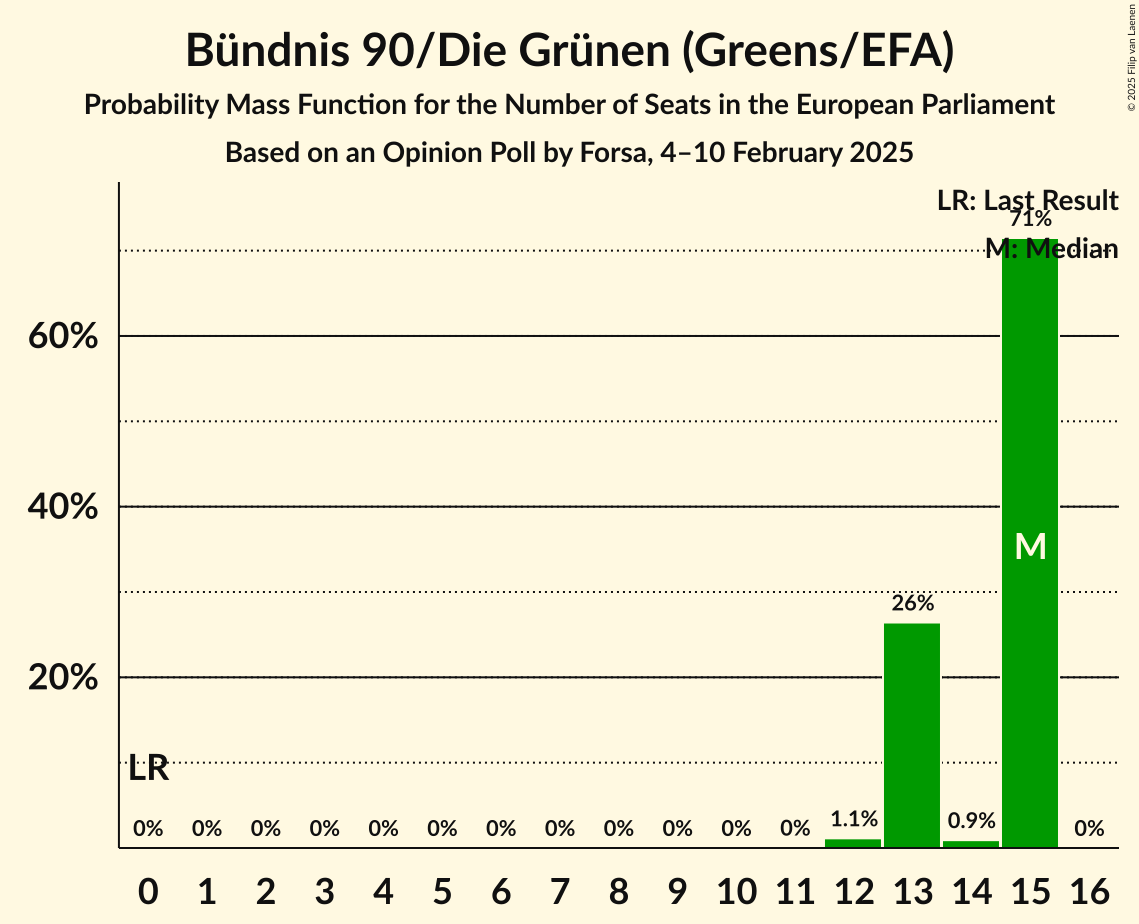 Bündnis 90/Die Grünen (Greens/EFA)
Probability Mass Function for the Number of Seats in the European Parliament
Based on an Opinion Poll by Forsa, 4–10 February 2025
© 2025 Filip van Laenen
LR: Last Result
M: Median
71%
60%
40%
M
26%
20%
LR
0% 0% 0% 0% 0% 0% 0% 0% 0% 0% 0% 0% 1.1% 0.9% 0%
0 1 2 3 4 5 6 7 8 9 10 11 12 13 14 15 16